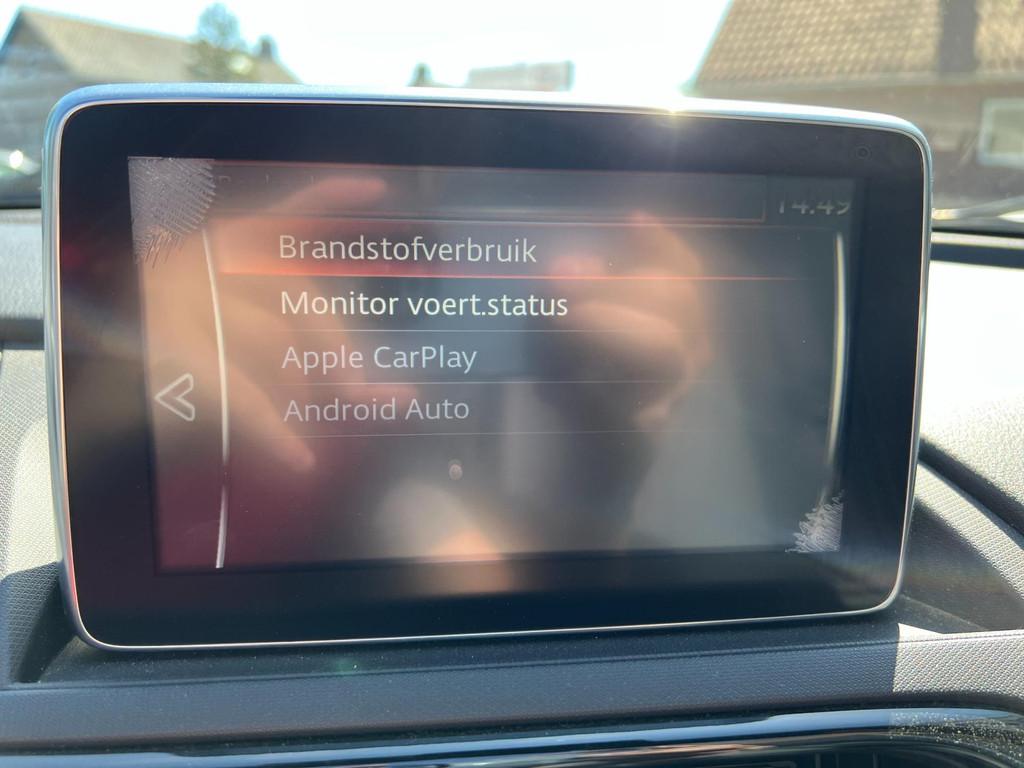 14:49
Brandstofverbruik
Monitor voert.status
Apple CarPlay
Android Auto